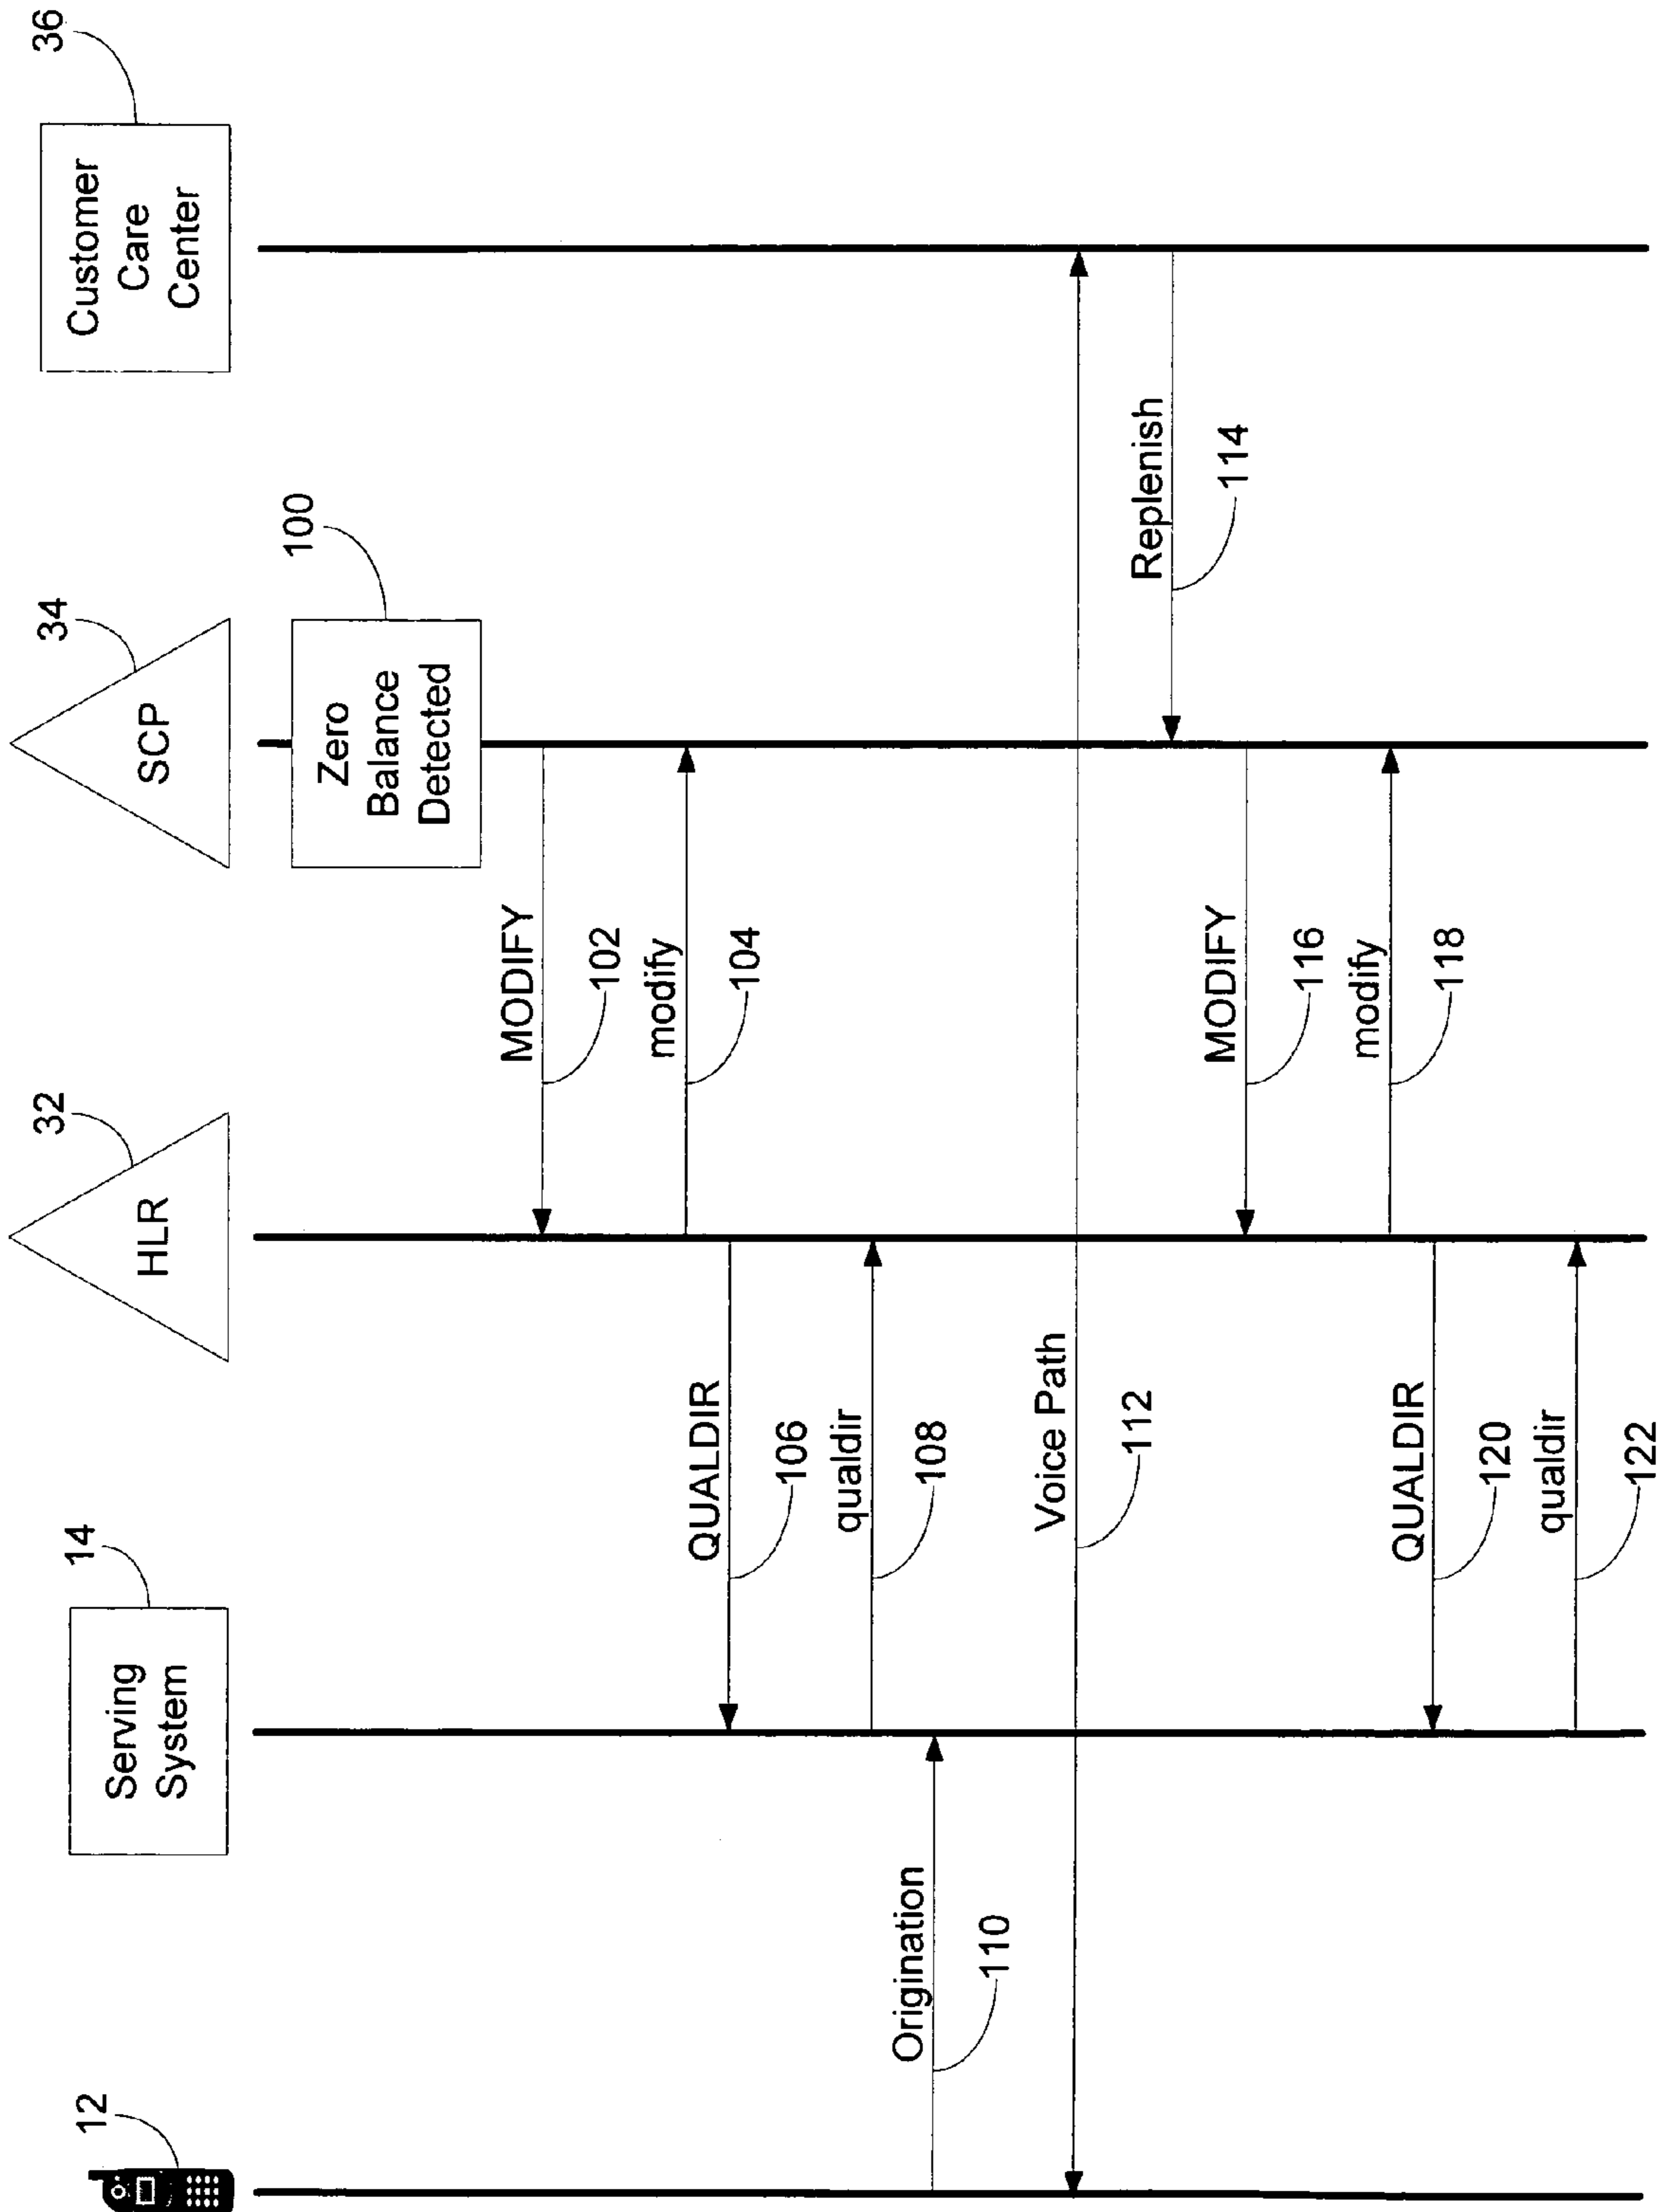 12
14
Serving
System
32
HLR
34
SCP
36
Customer
Care
Center
100
Zero
Balance
Detected
MODIFY
102
modify
104
QUALDIR
106
qualdir
108
Origination
110
Voice Path
112
Replenish
114
MODIFY
116
modify
118
QUALDIR
120
qualdir
122